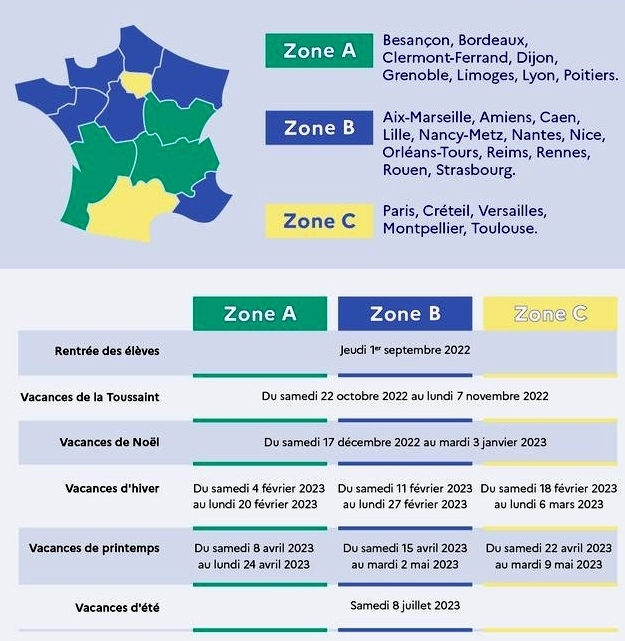 Zone A
Besançon, Bordeaux,
Clermont-Ferrand, Dijon,
Grenoble, Limoges, Lyon, Poitiers.
Zone B
Aix-Marseille, Amiens, Caen,
Lille, Nancy-Metz, Nantes, Nice,
Orléans-Tours, Reims, Rennes,
Rouen, Strasbourg.
Zone C
Paris, Créteil, Versailles,
Montpellier, Toulouse.
Zone A Zone B Zone C
Rentrée des élèves
Jeudi 1er septembre 2022
Vacances de la Toussaint
Du samedi 22 octobre 2022 au lundi 7 novembre 2022
Vacances de Noël
Du samedi 17 décembre 2022 au mardi 3 janvier 2023
Vacances d'hiver
Du samedi 4 février 2023
au lundi 20 février 2023
Du samedi 11 février 2023
au lundi 27 février 2023
Du samedi 18 février 2023
au lundi 6 mars 2023
Vacances de printemps
Du samedi 8 avril 2023
au lundi 24 avril 2023
Du samedi 15 avril 2023
au mardi 2 mai 2023
Du samedi 22 avril 2023
au mardi 9 mai 2023
Vacances d'été
Samedi 8 juillet 2023